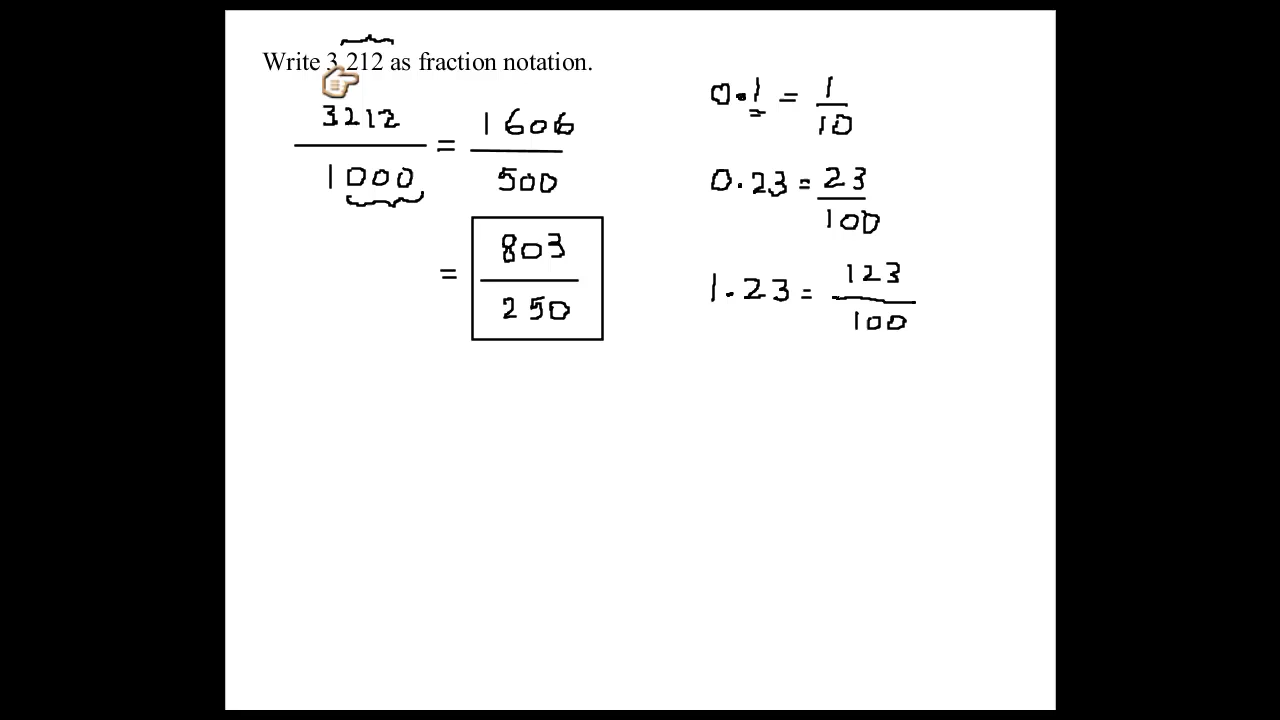 Write 3.212 as fraction notation.
3212
1000
=
1606
500
=
803
250
0.1 = 1
10
0.23 = 23
100
1.23 = 123
100